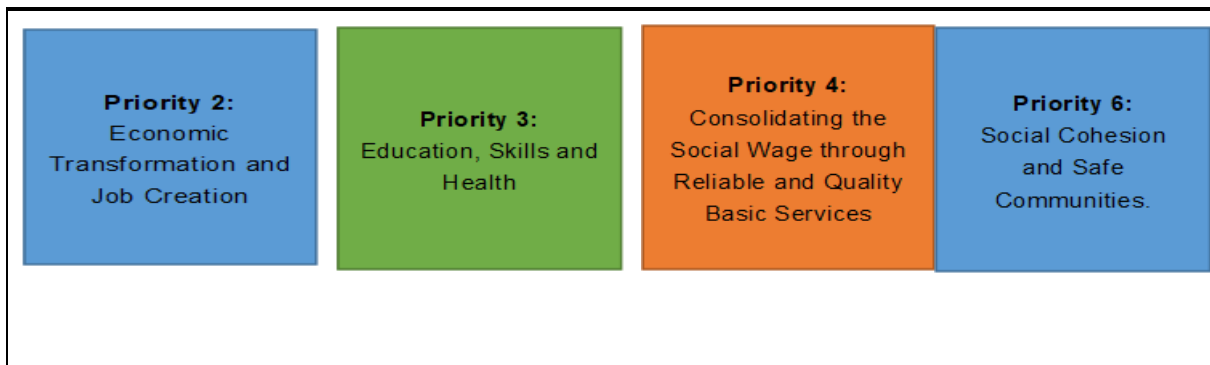 Priority 2:
Economic
Transformation and
Job Creation
Priority 3:
Education, Skills and
Health
Priority 4:
Consolidating the
Social Wage through
Reliable and Quality
Basic Services
Priority 6:
Social Cohesion
and Safe
Communities.